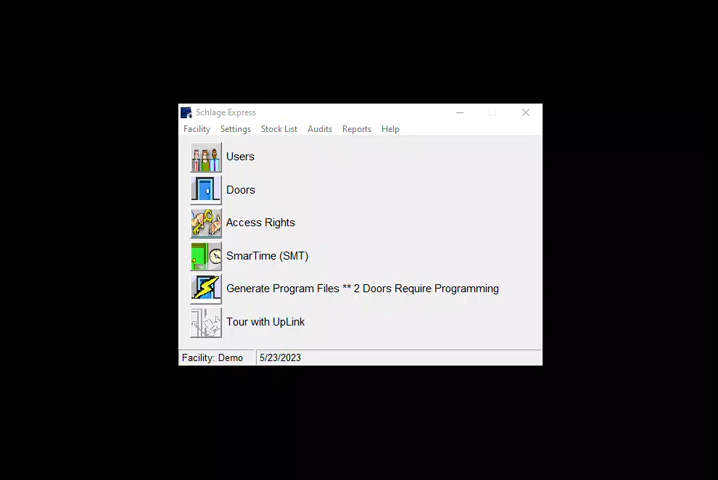 Schlage Express
Facility Settings Stock List Audits Reports Help
Users
Doors
Access Rights
SmarTime (SMT)
Generate Program Files ** 2 Doors Require Programming
Tour with UpLink
Facility: Demo 5/23/2023